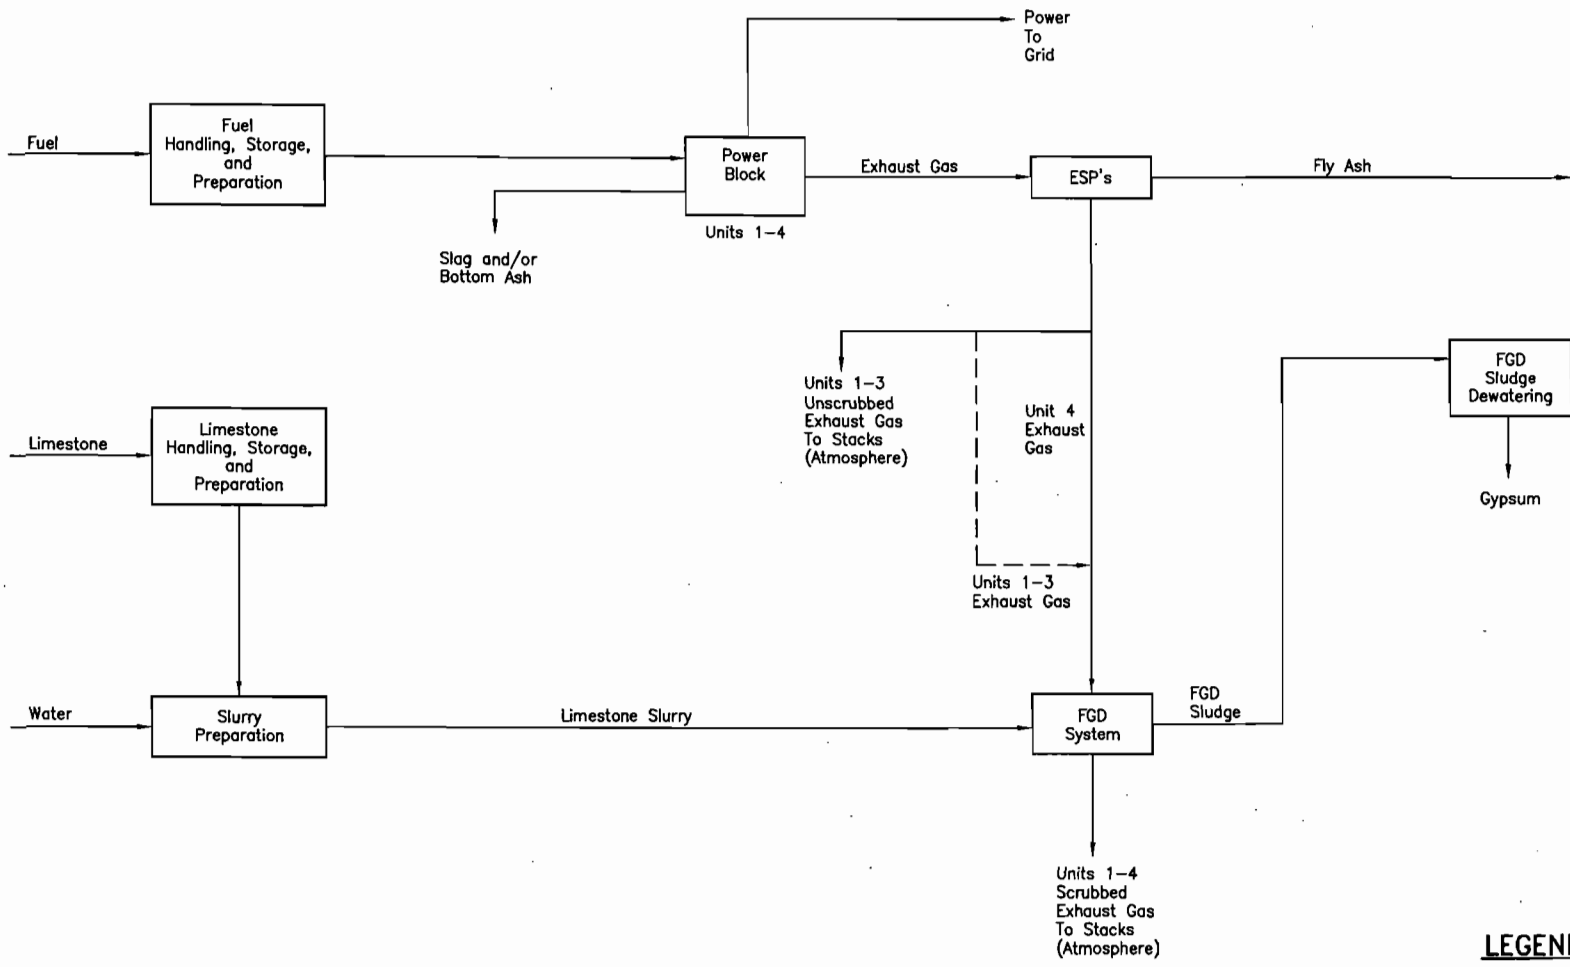 Power
To
Grid
Fuel
Fuel
Handling, Storage,
and
Preparation
Power
Block
Units 1-4
Exhaust Gas
ESP's
Fly Ash
Slag and/or
Bottom Ash
Units 1-3
Unscrubbed
Exhaust Gas
To Stacks
(Atmosphere)
Unit 4
Exhaust
Gas
FGD
Sludge
Dewatering
Gypsum
Limestone
Limestone
Handling, Storage,
and
Preparation
Units 1-3
Exhaust Gas
Water
Slurry
Preparation
Limestone Slurry
FGD
System
FGD
Sludge
Units 1-4
Scrubbed
Exhaust Gas
To Stacks
(Atmosphere)